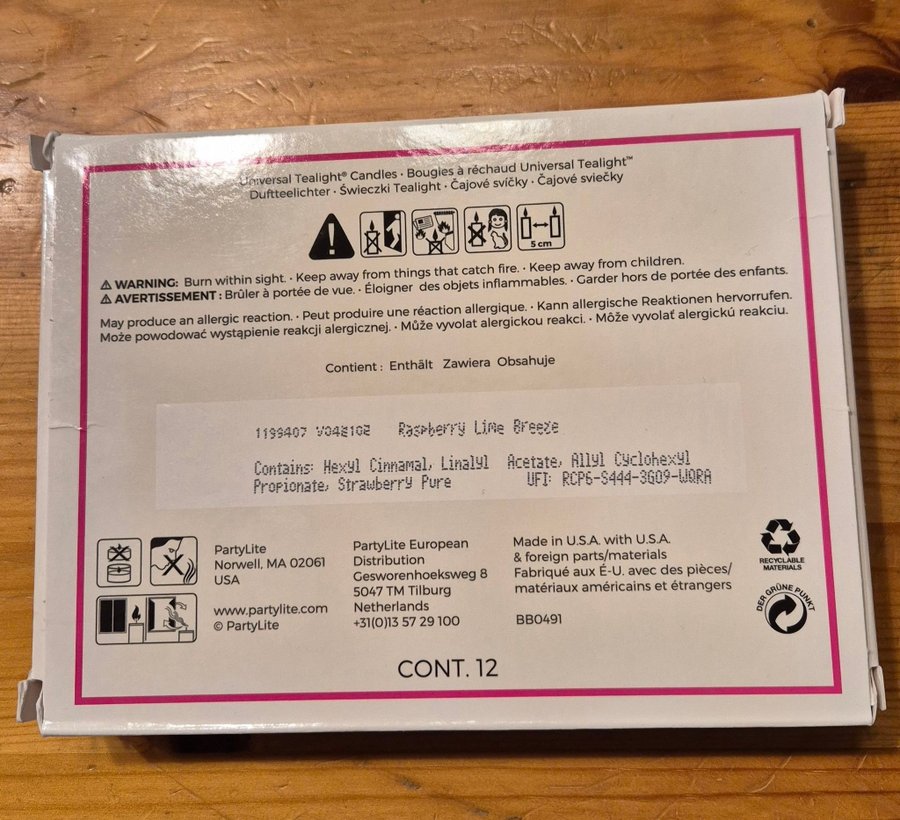 Universal Tealight® Candles · Bougies à réchaud Universal Tealight™
Duftteelichter · Świeczki Tealight · Čajové svíčky · Čajové sviečky
5 cm
WARNING: Burn within sight. · Keep away from things that catch fire. · Keep away from children.
AVERTISSEMENT : Brûler à portée de vue. · Éloigner des objets inflammables. · Garder hors de portée des enfants.
May produce an allergic reaction. · Peut produire une réaction allergique. · Kann allergische Reaktionen hervorrufen.
Może powodować wystąpienie reakcji alergicznej. · Může vyvolat alergickou reakci. · Môže vyvolať alergickú reakciu.
Contient : Enthält Zawiera Obsahuje
1199407 V04810E Raspberry Lime Breeze
Contains: Hexyl Cinnamal, Linalyl Acetate, Allyl Cyclohexyl
Propionate, Strawberry Pure UFI: RCP6-S444-3G09-WQRA
PartyLite
Norwell, MA 02061
USA
www.partylite.com
© PartyLite
PartyLite European
Distribution
Gesworenhoeksweg 8
5047 TM Tilburg
Netherlands
+31(0)13 57 29 100
Made in U.S.A. with U.S.A.
& foreign parts/materials
Fabriqué aux É-U. avec des pièces/
matériaux américains et étrangers
BB0491
RECYCLABLE
MATERIALS
DER GRÜNE PUNKT
CONT. 12